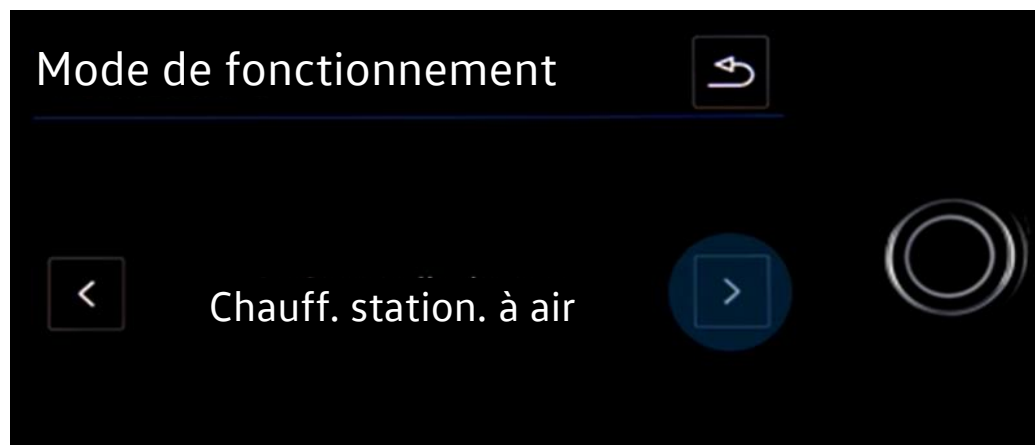 Mode de fonctionnement
Chauff. station. à air